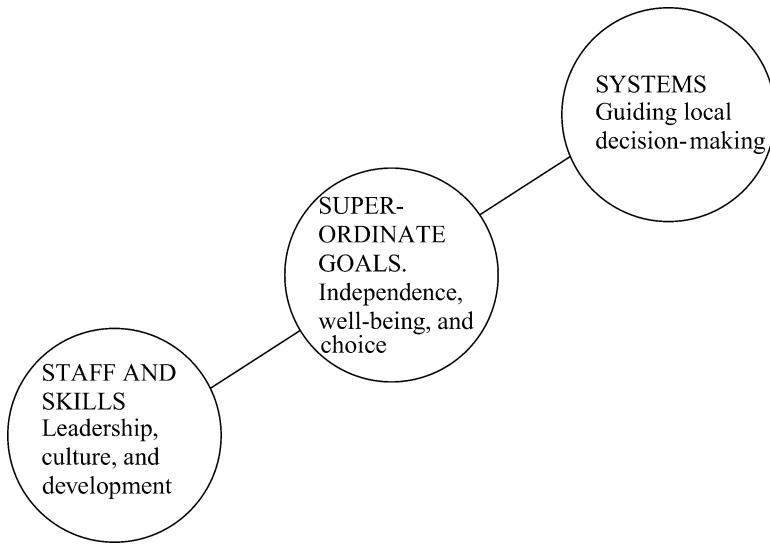 SYSTEMS
Guiding local
decision-making
SUPER-
ORDINATE
GOALS.
Independence,
well-being, and
choice
STAFF AND
SKILLS
Leadership,
culture, and
development